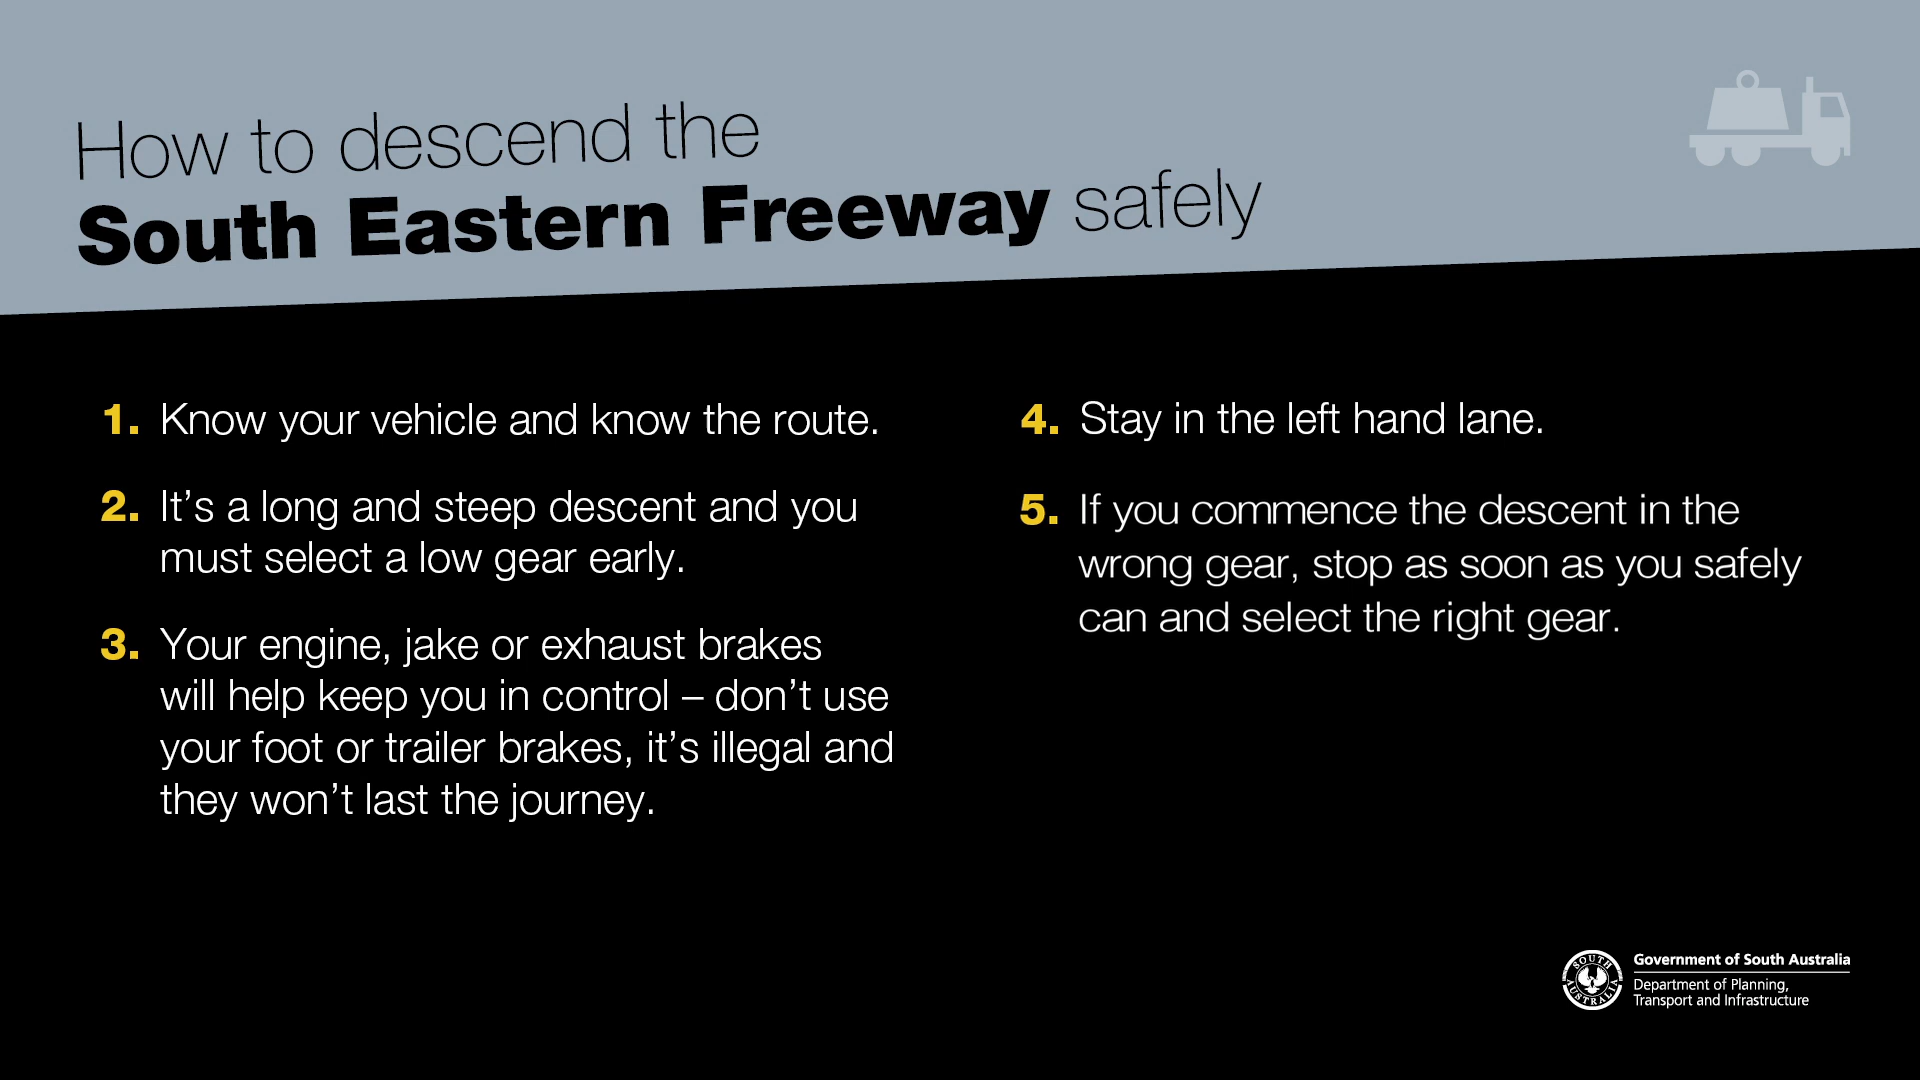 How to descend the
South Eastern Freeway safely
1. Know your vehicle and know the route.
2. It’s a long and steep descent and you
must select a low gear early.
3. Your engine, jake or exhaust brakes
will help keep you in control – don’t use
your foot or trailer brakes, it’s illegal and
they won’t last the journey.
4. Stay in the left hand lane.
5. If you commence the descent in the
wrong gear, stop as soon as you safely
can and select the right gear.
SOUTH AUSTRALIA
Government of South Australia
Department of Planning,
Transport and Infrastructure